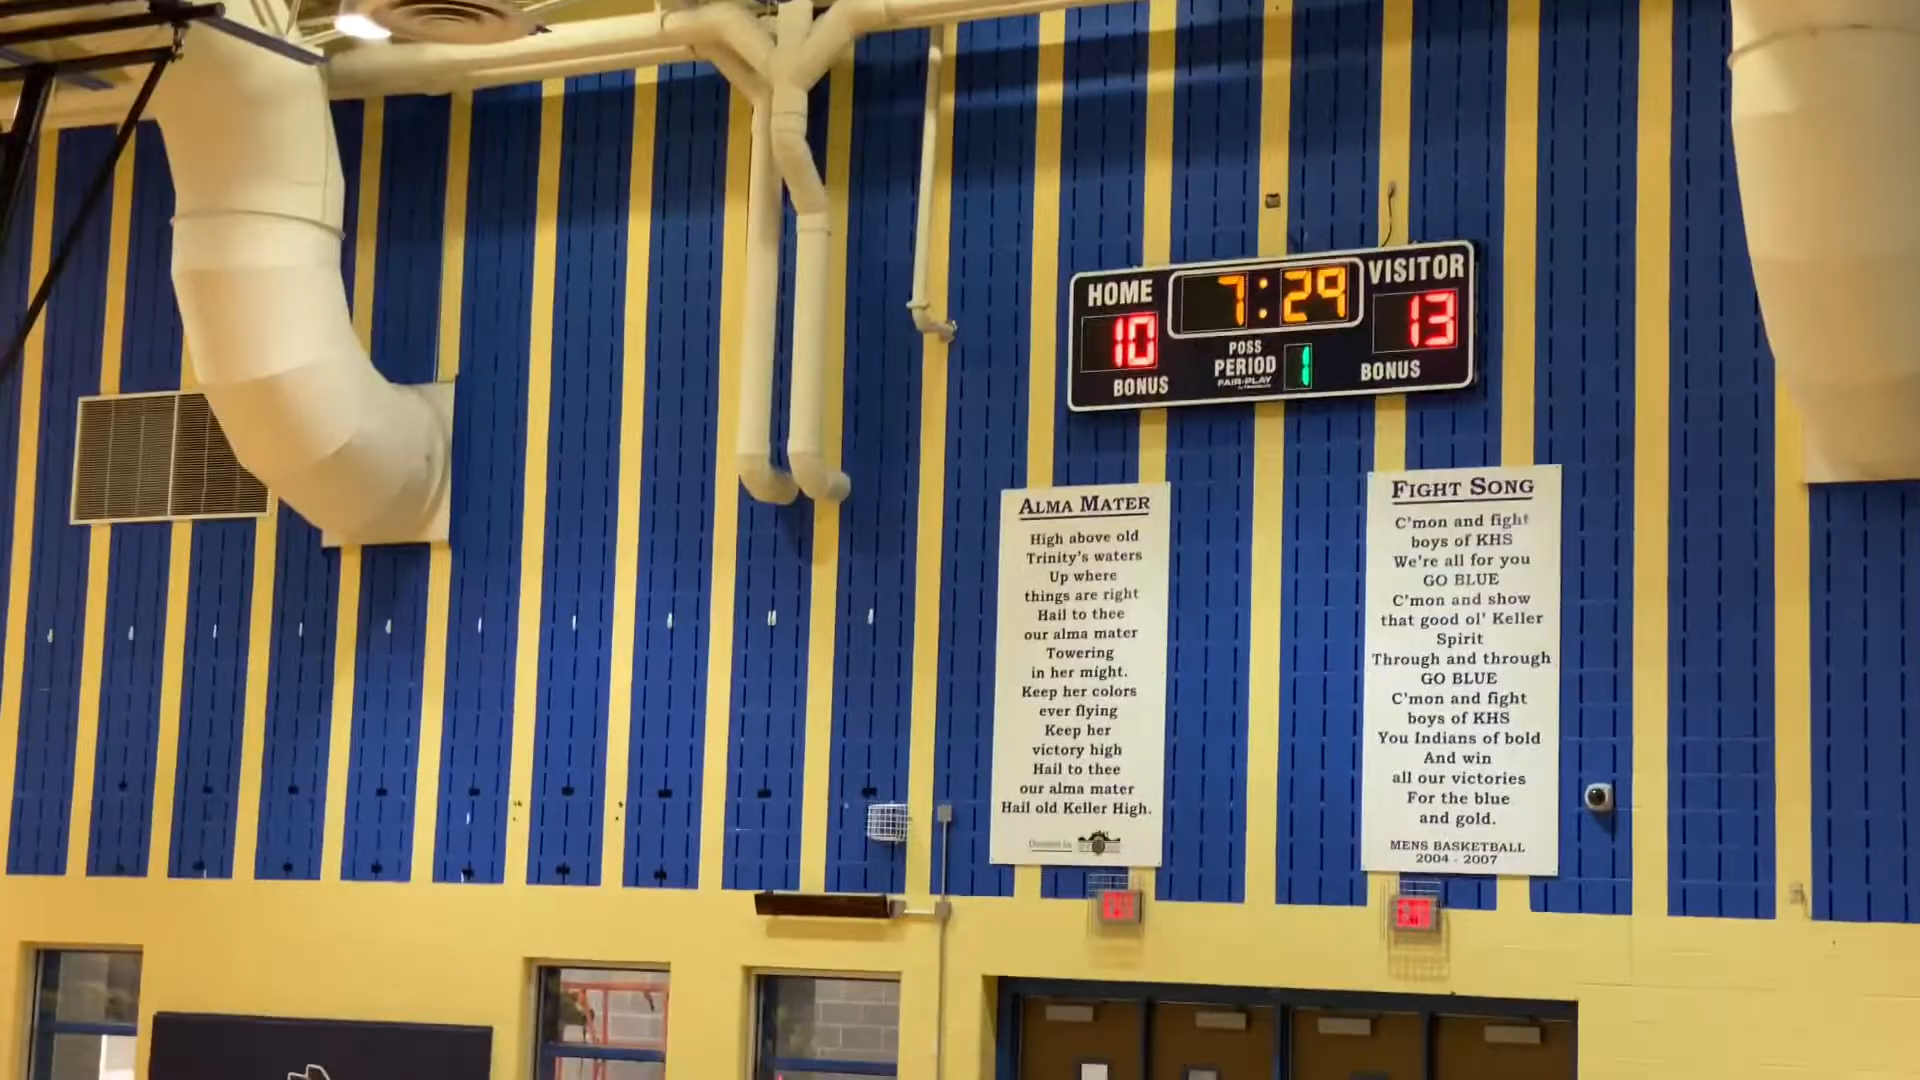 HOME
7:29
VISITOR
10
13
POSS
PERIOD 1
FAIR-PLAY
BONUS
BONUS
ALMA MATER
High above old
Trinity's waters
Up where
things are right
Hail to thee
our alma mater
Towering
in her might.
Keep her colors
ever flying
Keep her
victory high
Hail to thee
our alma mater
Hail old Keller High.
FIGHT SONG
C'mon and fight
boys of KHS
We're all for you
GO BLUE
C'mon and show
that good ol' Keller
Spirit
Through and through
GO BLUE
C'mon and fight
boys of KHS
You Indians of bold
And win
all our victories
For the blue
and gold.
MENS BASKETBALL
2004 - 2007
EXIT
EXIT